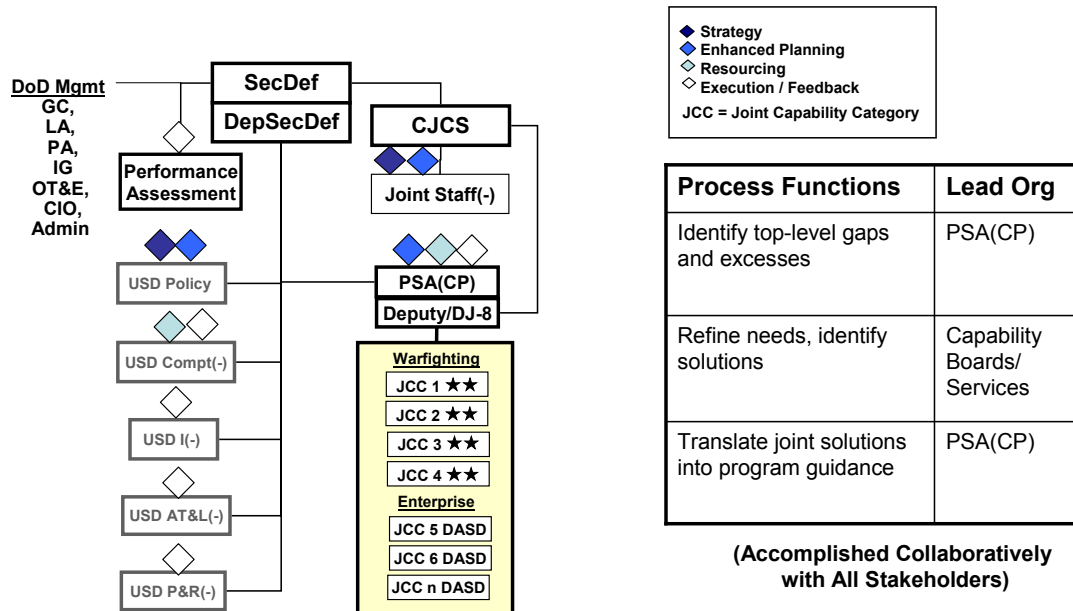 DoD Mgmt
GC,
LA,
PA,
IG
OT&E,
CIO,
Admin
SecDef
DepSecDef
CJCS
Performance
Assessment
Joint Staff(-)
USD Policy
PSA(CP)
Deputy/DJ-8
USD Compt(-)
USD I(-)
USD AT&L(-)
USD P&R(-)
Warfighting
JCC 1 ★★
JCC 2 ★★
JCC 3 ★★
JCC 4 ★★
Enterprise
JCC 5 DASD
JCC 6 DASD
JCC n DASD
Strategy
Enhanced Planning
Resourcing
Execution / Feedback
JCC = Joint Capability Category
Process Functions
Lead Org
Identify top-level gaps
and excesses
PSA(CP)
Refine needs, identify
solutions
Capability
Boards/
Services
Translate joint solutions
into program guidance
PSA(CP)
(Accomplished Collaboratively
with All Stakeholders)